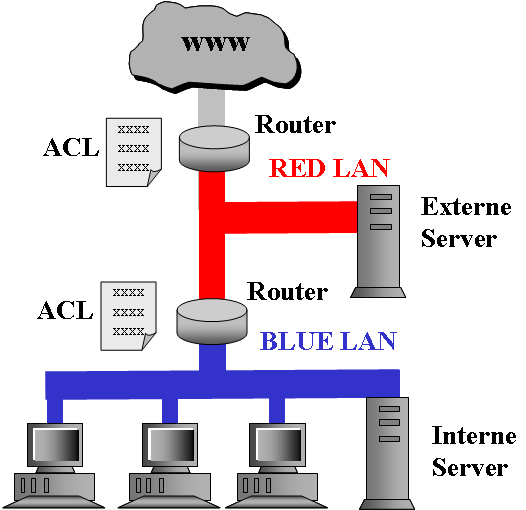 WWW
Router
ACL
xxxx
xxxx
xxxx
RED LAN
Externe
Server
Router
ACL
xxxx
xxxx
xxxx
BLUE LAN
Interne
Server